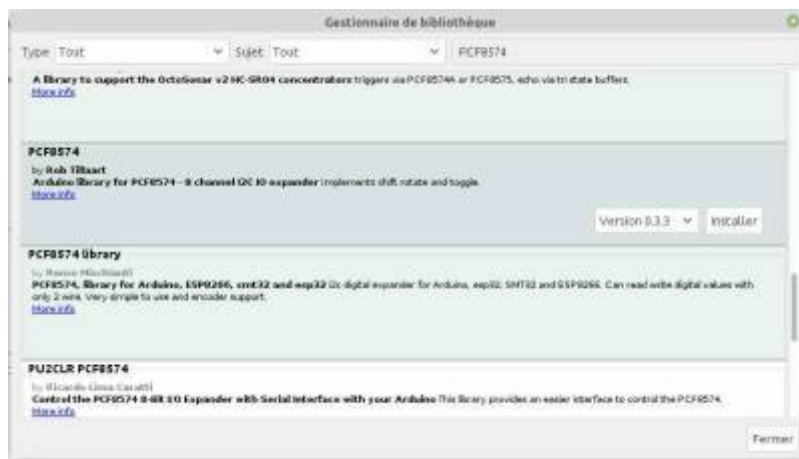 Gestionnaire de bibliothèque
Type Tout Sujet Tout PCF8574
A library to support the OctoSonar v2 HC-SR04 concentrators triggers via PCF8574A or PCF8575, echo via tri state buffers.
More info
PCF8574
by Rob Tillaart
Arduino library for PCF8574 - 8 channel I2C IO expander implements shift rotate and toggle.
More info
Version 0.3.3 Installer
PCF8574 library
by Renzo Mischianti
PCF8574, library for Arduino, ESP8266, smt32 and esp32 i2c digital expander for Arduino, esp32, SMT32 and ESP8266. Can read write digital values with
only 2 wire. Very simple to use and encoder support.
More info
PU2CLR PCF8574
by Ricardo Lima Caratti
Control the PCF8574 8-Bit I/O Expander with Serial Interface with your Arduino This library provides an easier interface to control the PCF8574.
More info
Fermer